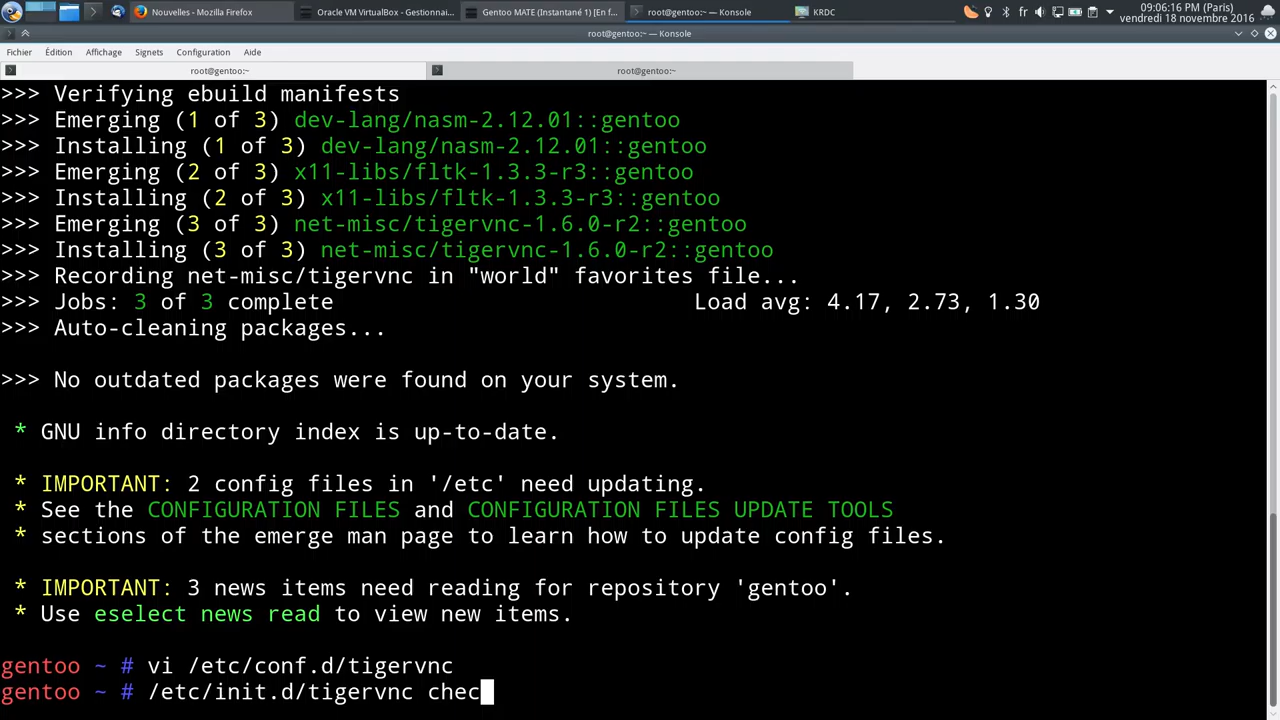 Nouvelles - Mozilla Firefox
Oracle VM VirtualBox - Gestionnai...
Gentoo MATE (Instantané 1) [En f...
root@gentoo:~ — Konsole
KRDC
fr
09:06:16 PM (Paris)
vendredi 18 novembre 2016
root@gentoo:~ — Konsole
Fichier Édition Affichage Signets Configuration Aide
root@gentoo:~
root@gentoo:~
>>> Verifying ebuild manifests
>>> Emerging (1 of 3) dev-lang/nasm-2.12.01::gentoo
>>> Installing (1 of 3) dev-lang/nasm-2.12.01::gentoo
>>> Emerging (2 of 3) x11-libs/fltk-1.3.3-r3::gentoo
>>> Installing (2 of 3) x11-libs/fltk-1.3.3-r3::gentoo
>>> Emerging (3 of 3) net-misc/tigervnc-1.6.0-r2::gentoo
>>> Installing (3 of 3) net-misc/tigervnc-1.6.0-r2::gentoo
>>> Recording net-misc/tigervnc in "world" favorites file...
>>> Jobs: 3 of 3 complete Load avg: 4.17, 2.73, 1.30
>>> Auto-cleaning packages...
>>> No outdated packages were found on your system.
* GNU info directory index is up-to-date.
* IMPORTANT: 2 config files in '/etc' need updating.
* See the CONFIGURATION FILES and CONFIGURATION FILES UPDATE TOOLS
* sections of the emerge man page to learn how to update config files.
* IMPORTANT: 3 news items need reading for repository 'gentoo'.
* Use eselect news read to view new items.
gentoo ~ # vi /etc/conf.d/tigervnc
gentoo ~ # /etc/init.d/tigervnc chec